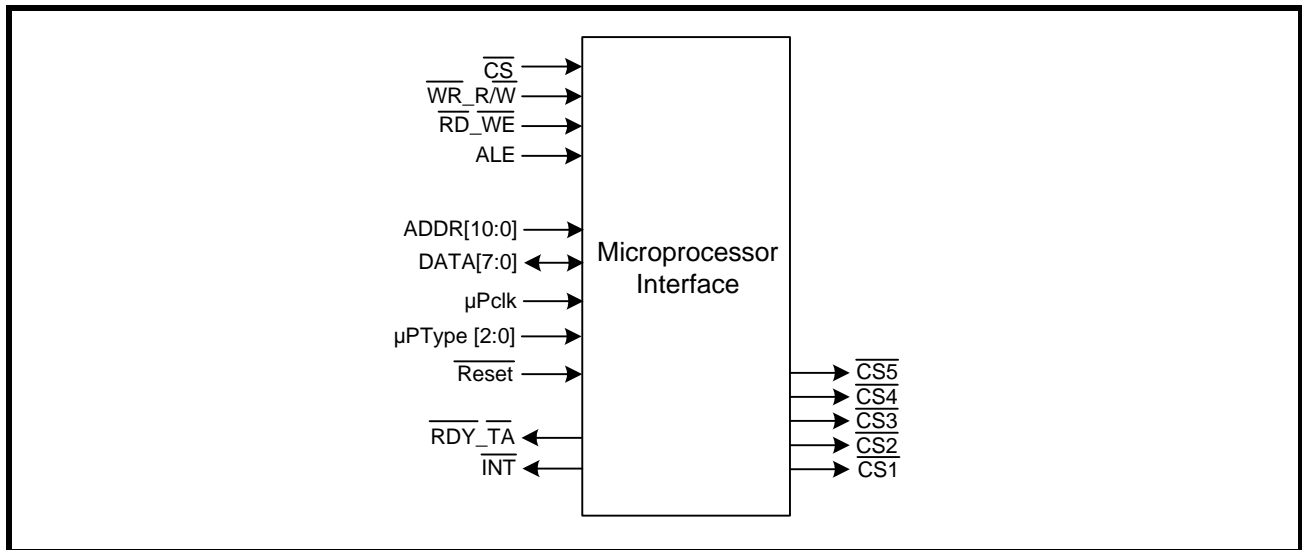 CS
WR_R/W
RD_WE
ALE
ADDR[10:0]
DATA[7:0]
µPclk
µPType [2:0]
Reset
RDY_TA
INT
Microprocessor
Interface
CS5
CS4
CS3
CS2
CS1